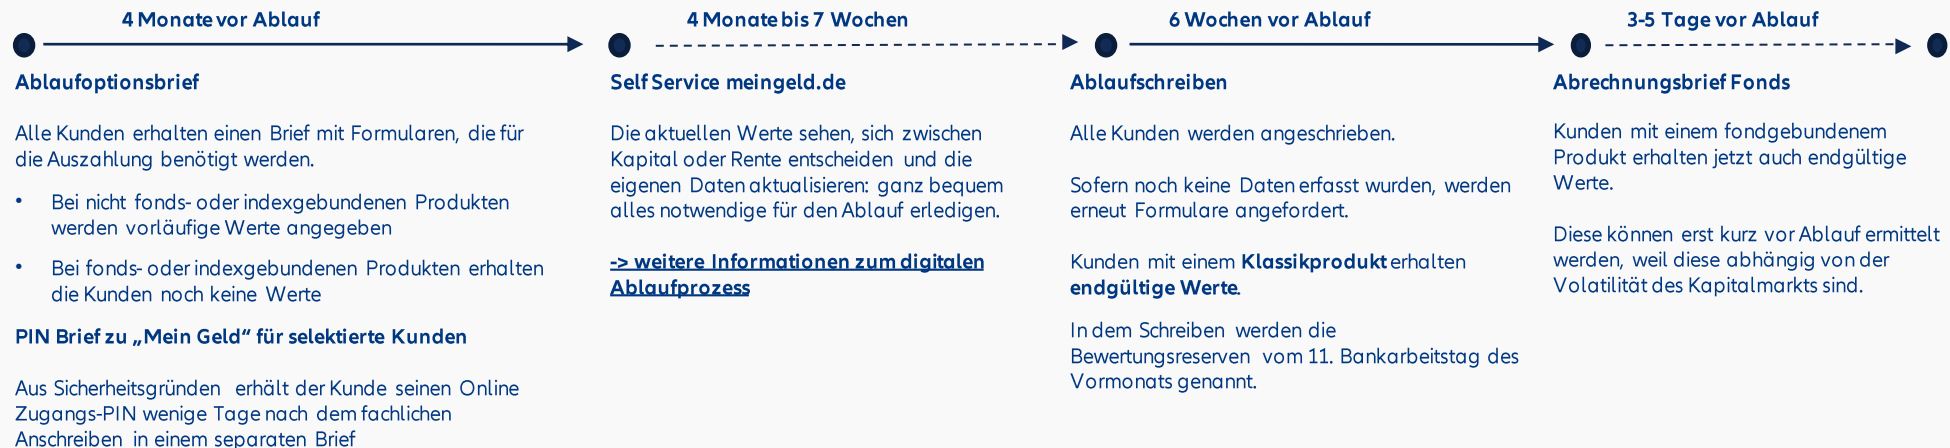 4 Monate vor Ablauf
Ablaufoptionsbrief
Alle Kunden erhalten einen Brief mit Formularen, die für
die Auszahlung benötigt werden.
• Bei nicht fonds- oder indexgebundenen Produkten
werden vorläufige Werte angegeben
• Bei fonds- oder indexgebundenen Produkten erhalten
die Kunden noch keine Werte
PIN Brief zu „Mein Geld“ für selektierte Kunden
Aus Sicherheitsgründen erhält der Kunde seinen Online
Zugangs-PIN wenige Tage nach dem fachlichen
Anschreiben in einem separaten Brief
4 Monate bis 7 Wochen
Self Service meingeld.de
Die aktuellen Werte sehen, sich zwischen
Kapital oder Rente entscheiden und die
eigenen Daten aktualisieren: ganz bequem
alles notwendige für den Ablauf erledigen.
-> weitere Informationen zum digitalen
Ablaufprozess
6 Wochen vor Ablauf
Ablaufschreiben
Alle Kunden werden angeschrieben.
Sofern noch keine Daten erfasst wurden, werden
erneut Formulare angefordert.
Kunden mit einem Klassikprodukt erhalten
endgültige Werte.
In dem Schreiben werden die
Bewertungsreserven vom 11. Bankarbeitstag des
Vormonats genannt.
3-5 Tage vor Ablauf
Abrechnungsbrief Fonds
Kunden mit einem fondgebundenem
Produkt erhalten jetzt auch endgültige
Werte.
Diese können erst kurz vor Ablauf ermittelt
werden, weil diese abhängig von der
Volatilität des Kapitalmarkts sind.